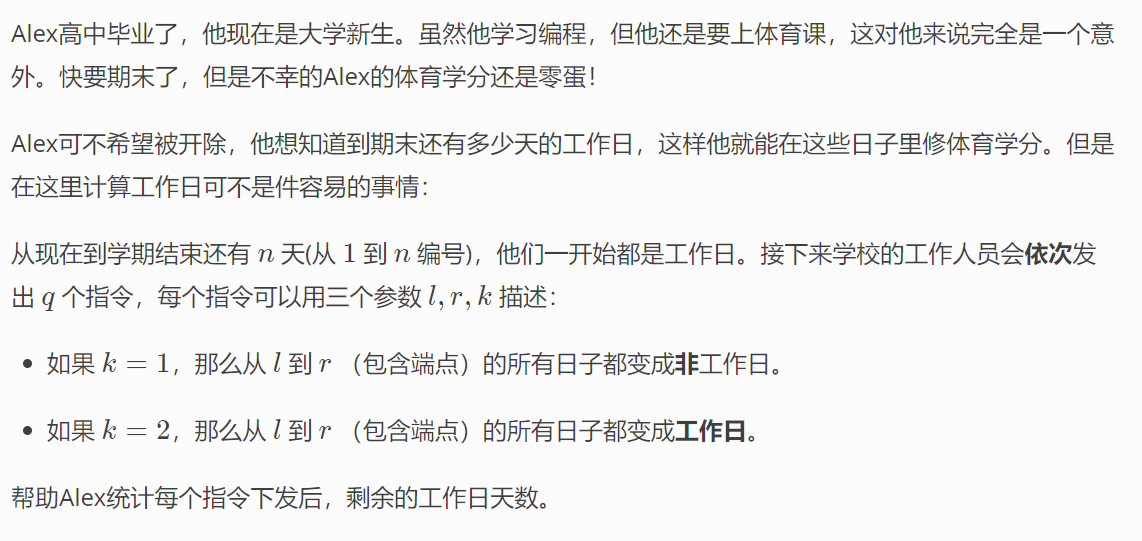 Alex高中毕业了，他现在是大学新生。虽然他学习编程，但他还是要上体育课，这对他来说完全是一个意
外。快要期末了，但是不幸的Alex的体育学分还是零蛋！
Alex可不希望被开除，他想知道到期末还有多少天的工作日，这样他就能在这些日子里修体育学分。但是
在这里计算工作日可不是件容易的事情：
从现在到学期结束还有 n 天(从 1 到 n 编号)，他们一开始都是工作日。接下来学校的工作人员会依次发
出 q 个指令，每个指令可以用三个参数 l, r, k 描述：
• 如果 k = 1，那么从 l 到 r （包含端点）的所有日子都变成非工作日。
• 如果 k = 2，那么从 l 到 r （包含端点）的所有日子都变成工作日。
帮助Alex统计每个指令下发后，剩余的工作日天数。